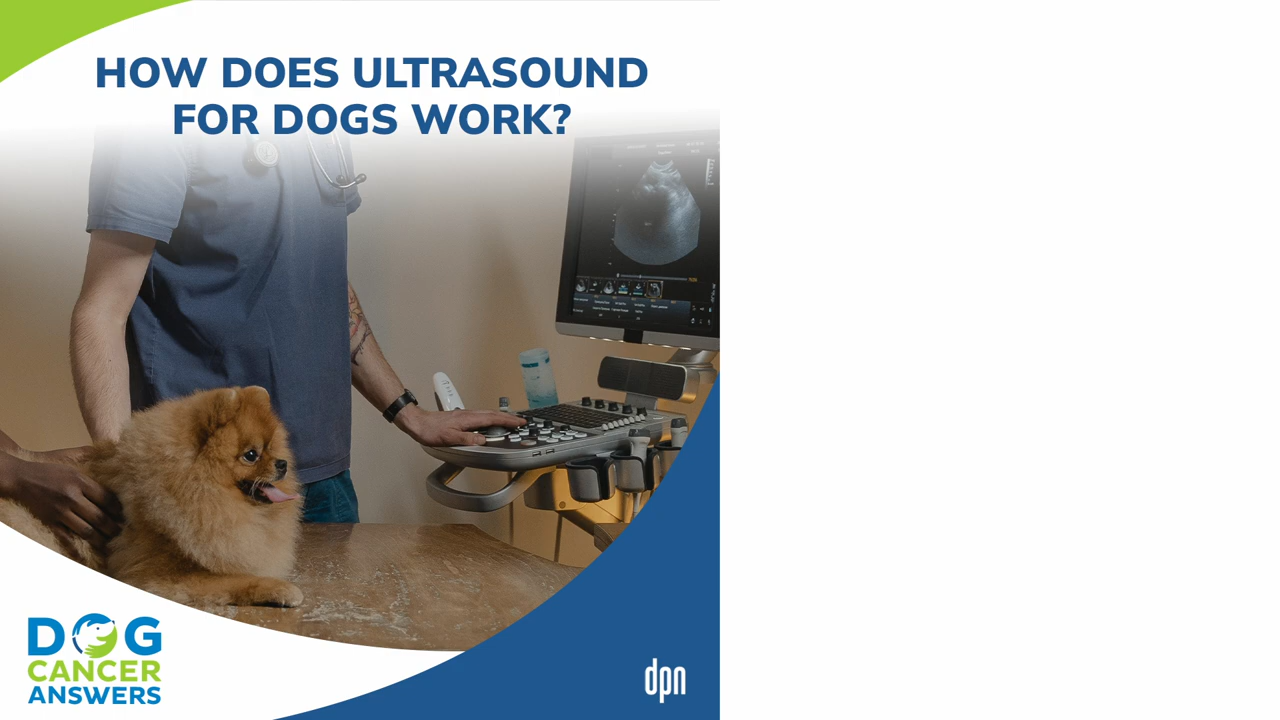 HOW DOES ULTRASOUND
FOR DOGS WORK?
DOG
CANCER
ANSWERS
dpn